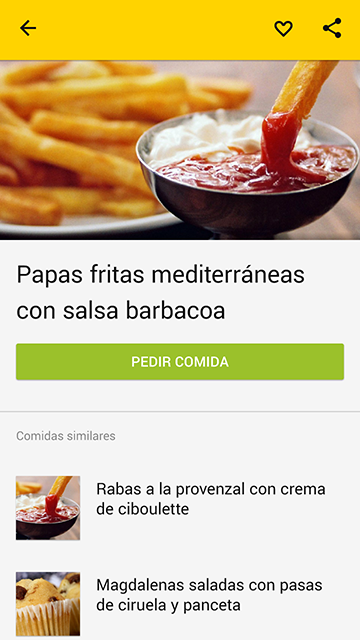 Papas fritas mediterráneas
con salsa barbacoa
PEDIR COMIDA
Comidas similares
Rabas a la provenzal con crema
de ciboulette
Magdalenas saladas con pasas
de ciruela y panceta